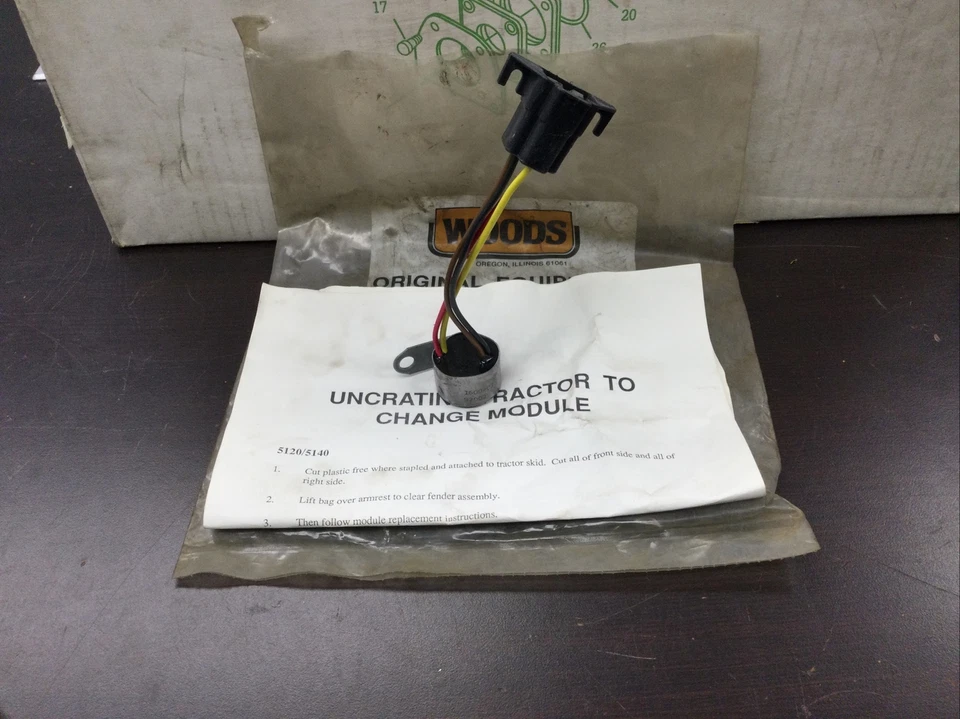 17
20
26
WOODS
OREGON, ILLINOIS 61061
ORIGINAL EQUIP
UNCRATIN RACTOR TO
CHANGE MODULE
5120/5140
1. Cut plastic free where stapled and attached to tractor skid. Cut all of front side and all of
right side.
2. Lift bag over armrest to clear fender assembly.
3. Then follow module replacement instructions.